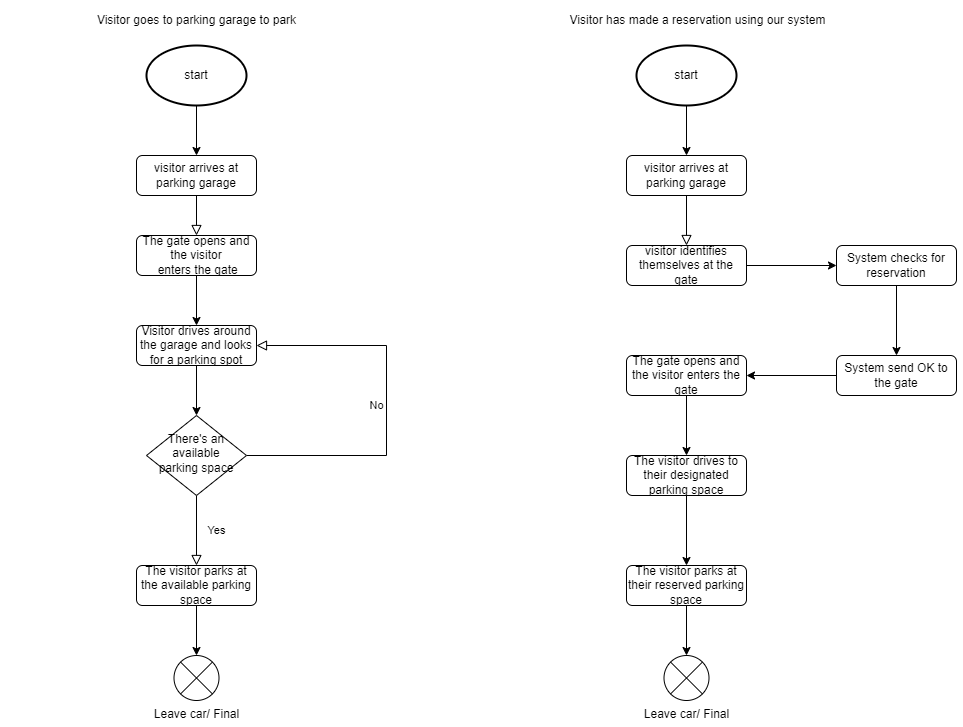 Visitor goes to parking garage to park
start
visitor arrives at
parking garage
The gate opens and
the visitor
enters the gate
Visitor drives around
the garage and looks
for a parking spot
No
There's an
available
parking space
Yes
The visitor parks at
the available parking
space
Leave car/ Final
Visitor has made a reservation using our system
start
visitor arrives at
parking garage
visitor identifies
themselves at the
gate
System checks for
reservation
System send OK to
the gate
The gate opens and
the visitor enters the
gate
The visitor drives to
their designated
parking space
The visitor parks at
their reserved parking
space
Leave car/ Final